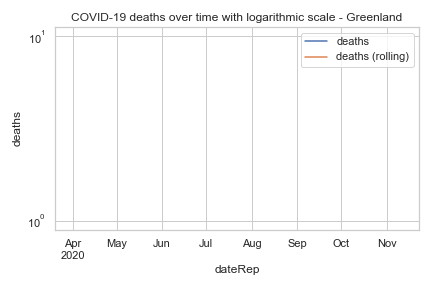 COVID-19 deaths over time with logarithmic scale - Greenland
10¹
deaths
deaths (rolling)
deaths
10⁰
Apr May Jun Jul Aug Sep Oct Nov
2020
dateRep